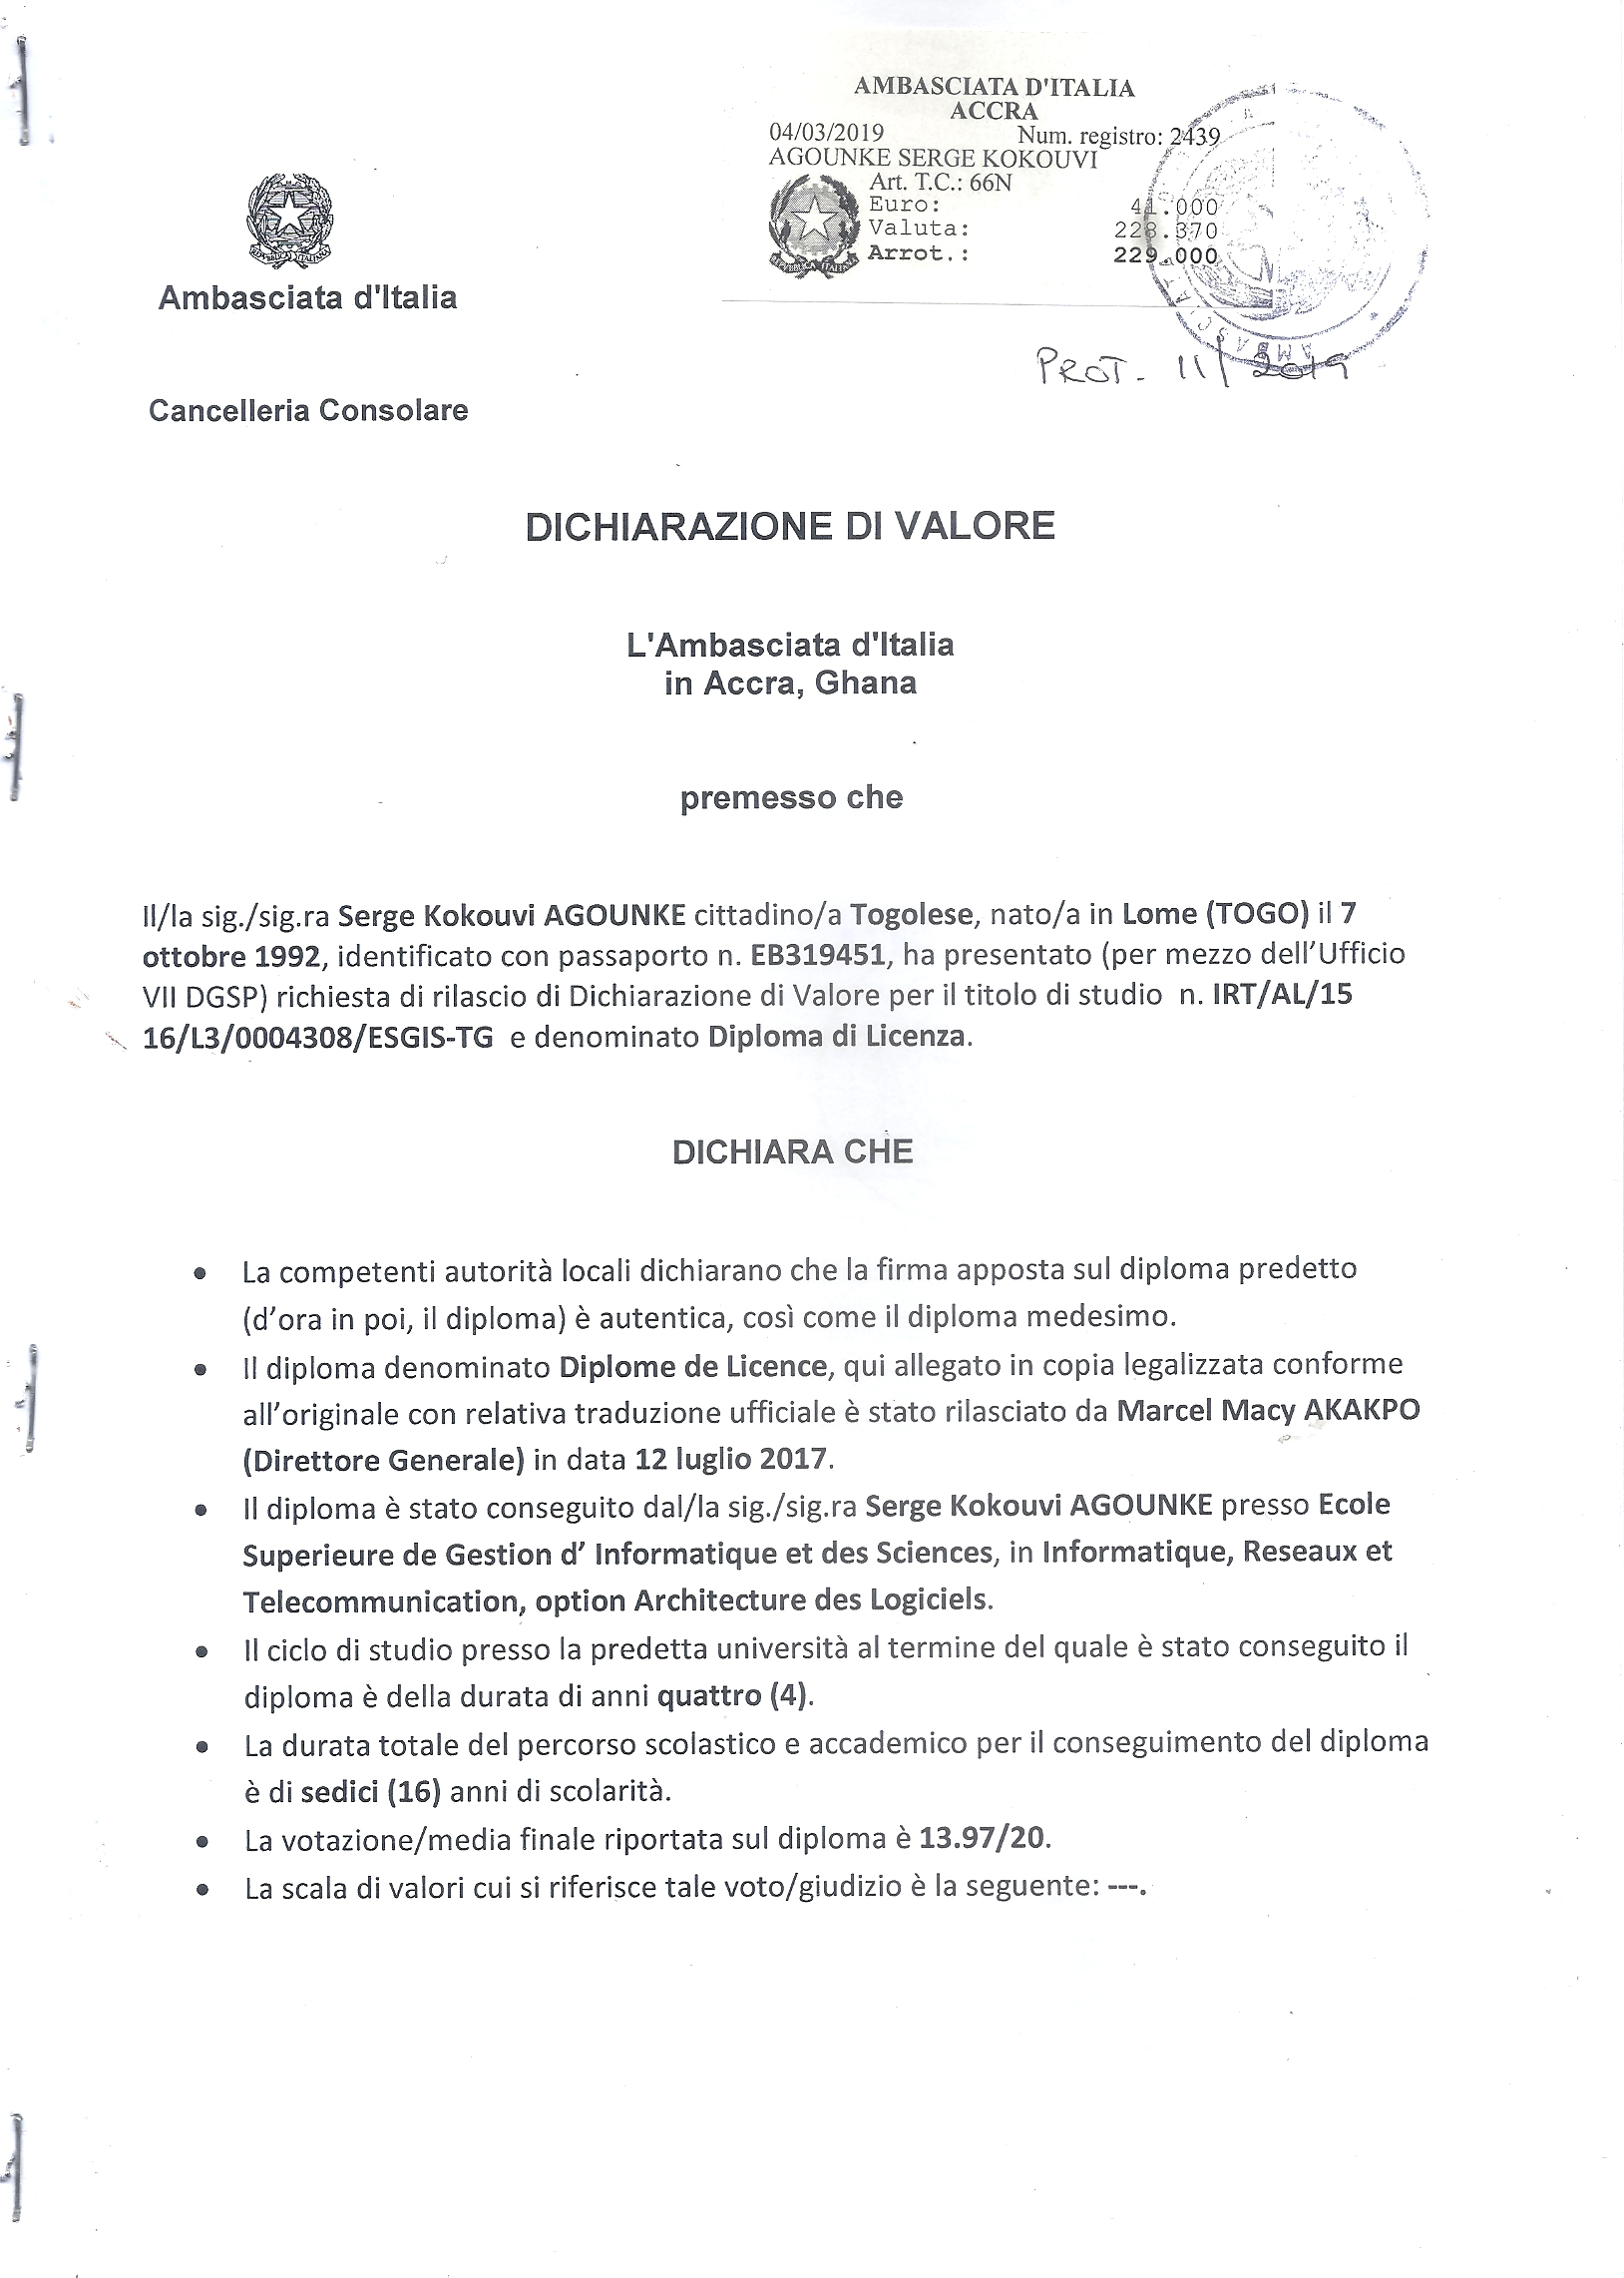 AMBASCIATA D'ITALIA
ACCRA
04/03/2019 Num. registro: 2439
AGOUNKE SERGE KOKOUVI
Art. T.C.: 66N
Euro: 41.000
Valuta: 228.370
Arrot.: 229.000
REPUBBLICA ITALIANA
AMBASCIATA
PROT. 11/2019
REPUBBLICA ITALIANA
Ambasciata d'Italia
Cancelleria Consolare
DICHIARAZIONE DI VALORE
L'Ambasciata d'Italia
in Accra, Ghana
premesso che
Il/la sig./sig.ra Serge Kokouvi AGOUNKE cittadino/a Togolese, nato/a in Lome (TOGO) il 7
ottobre 1992, identificato con passaporto n. EB319451, ha presentato (per mezzo dell'Ufficio
VII DGSP) richiesta di rilascio di Dichiarazione di Valore per il titolo di studio n. IRT/AL/15
16/L3/0004308/ESGIS-TG e denominato Diploma di Licenza.
DICHIARA CHE
• La competenti autorità locali dichiarano che la firma apposta sul diploma predetto
(d'ora in poi, il diploma) è autentica, così come il diploma medesimo.
• Il diploma denominato Diplome de Licence, qui allegato in copia legalizzata conforme
all'originale con relativa traduzione ufficiale è stato rilasciato da Marcel Macy AKAKPO
(Direttore Generale) in data 12 luglio 2017.
• Il diploma è stato conseguito dal/la sig./sig.ra Serge Kokouvi AGOUNKE presso Ecole
Superieure de Gestion d' Informatique et des Sciences, in Informatique, Reseaux et
Telecommunication, option Architecture des Logiciels.
• Il ciclo di studio presso la predetta università al termine del quale è stato conseguito il
diploma è della durata di anni quattro (4).
• La durata totale del percorso scolastico e accademico per il conseguimento del diploma
è di sedici (16) anni di scolarità.
• La votazione/media finale riportata sul diploma è 13.97/20.
• La scala di valori cui si riferisce tale voto/giudizio è la seguente: ---.